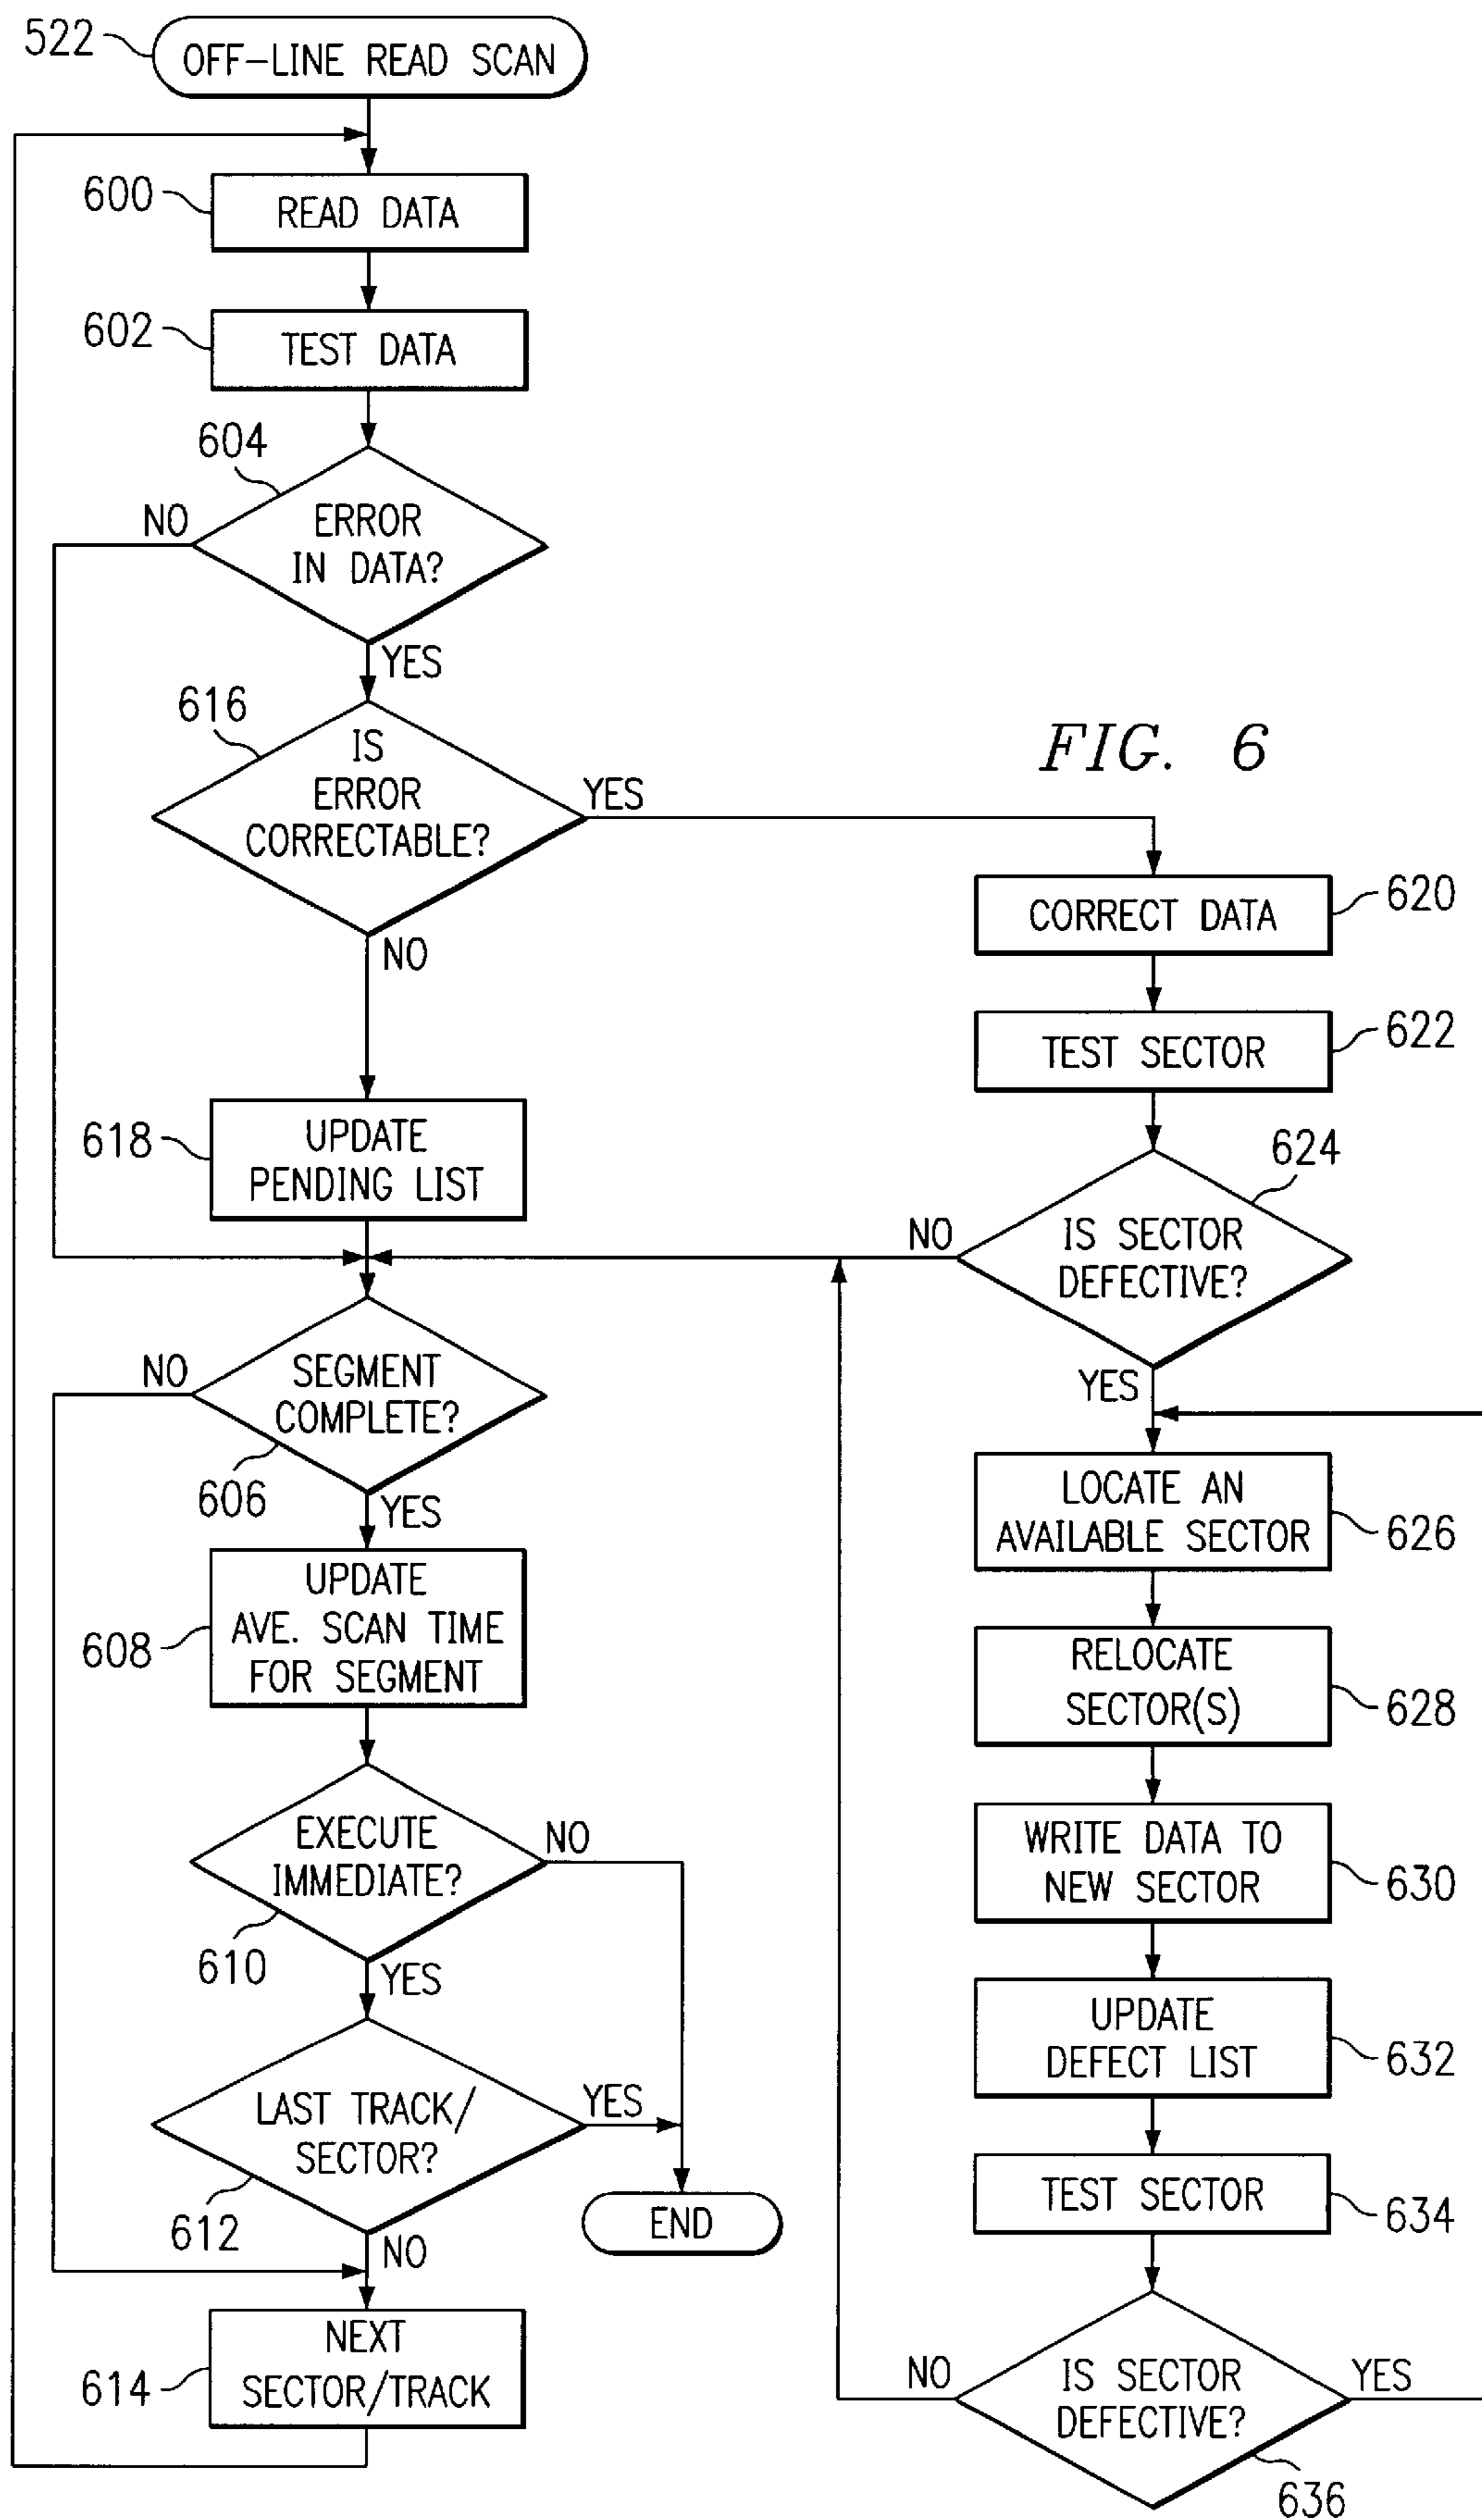 522
OFF-LINE READ SCAN
600
READ DATA
602
TEST DATA
604
NO
ERROR
IN DATA?
YES
616
IS
ERROR
CORRECTABLE?
YES
NO
FIG. 6
618
UPDATE
PENDING LIST
NO
SEGMENT
COMPLETE?
606
YES
608
UPDATE
AVE. SCAN TIME
FOR SEGMENT
EXECUTE
IMMEDIATE?
NO
610
YES
LAST TRACK/
SECTOR?
YES
612
NO
END
614
NEXT
SECTOR/TRACK
CORRECT DATA
620
TEST SECTOR
622
624
NO
IS SECTOR
DEFECTIVE?
YES
LOCATE AN
AVAILABLE SECTOR
626
RELOCATE
SECTOR(S)
628
WRITE DATA TO
NEW SECTOR
630
UPDATE
DEFECT LIST
632
TEST SECTOR
634
NO
IS SECTOR
DEFECTIVE?
YES
636